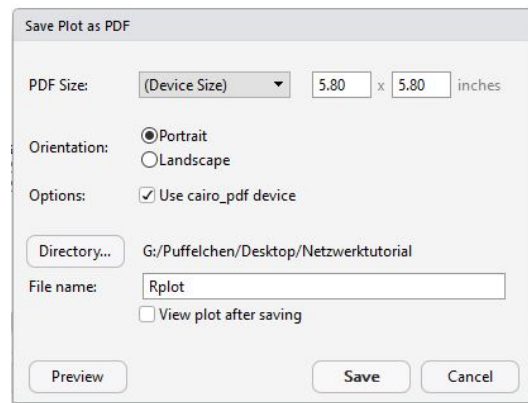 Save Plot as PDF
PDF Size: (Device Size) 5.80 x 5.80 inches
Orientation: Portrait
Landscape
Options: Use cairo_pdf device
Directory... G:/Puffelchen/Desktop/Netzwerktutorial
File name: Rplot
View plot after saving
Preview Save Cancel